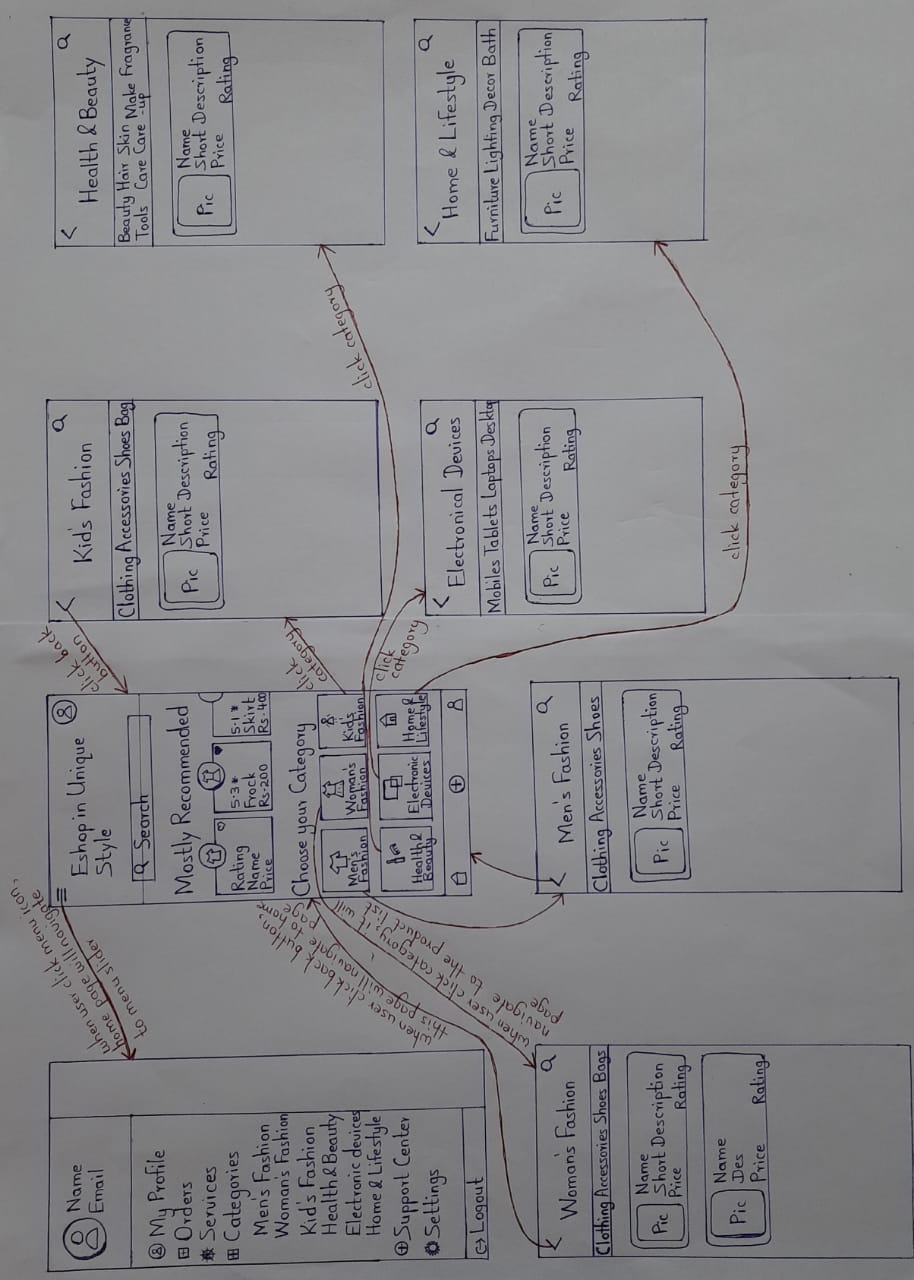 Name
Email
My Profile
Orders
Services
Categories
Men's Fashion
Woman's Fashion
Kid's Fashion
Health & Beauty
Electronic devices
Home & Lifestyle
Support Center
Settings
Logout
when user click menu icon,
home page will navigate
to menu slider
Eshop in Unique
Style
Search
Mostly Recommended
Rating
Name
Price
5.3*
Frock
Rs.200
5.1*
Skirt
Rs.400
Choose your Category
Men's
Fashion
Woman's
Fashion
Kids
Fashion
Health &
Beauty
Electronic
Devices
Home &
Lifestyle
click back
button
Kid's Fashion
Clothing Accessories Shoes Bag
Pic
Name
Short Description
Price Rating
click
category
Health & Beauty
Beauty Hair Skin Make Fragrane
Tools Care Care -up
Pic
Name
Short Description
Price Rating
click category
when user click back button,
this page will navigate to home
page
when user click category, it will
navigate to the product list
page
Woman's Fashion
Clothing Accessories Shoes Bags
Pic
Name
Short Description
Price Rating
Pic
Name
Des
Price Rating
Men's Fashion
Clothing Accessories Shoes
Pic
Name
Short Description
Price Rating
click
category
Electronical Devices
Mobiles Tablets Laptops Desktop
Pic
Name
Short Description
Price Rating
click category
Home & Lifestyle
Furniture Lighting Decor Bath
Pic
Name
Short Description
Price Rating